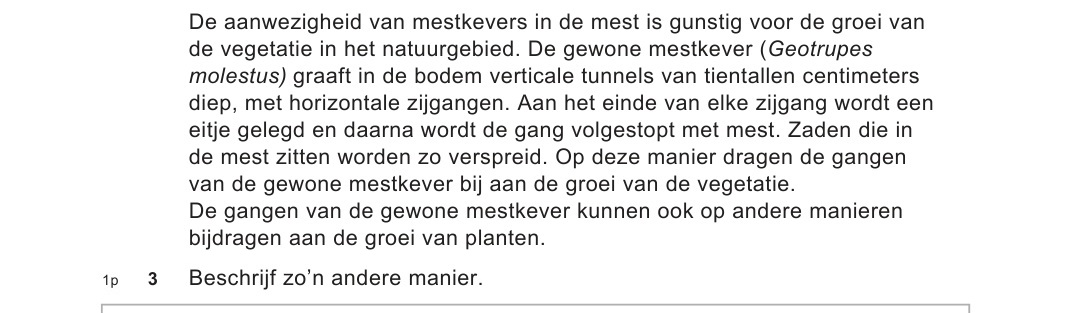 De aanwezigheid van mestkevers in de mest is gunstig voor de groei van
de vegetatie in het natuurgebied. De gewone mestkever (Geotrupes
molestus) graaft in de bodem verticale tunnels van tientallen centimeters
diep, met horizontale zijgangen. Aan het einde van elke zijgang wordt een
eitje gelegd en daarna wordt de gang volgestopt met mest. Zaden die in
de mest zitten worden zo verspreid. Op deze manier dragen de gangen
van de gewone mestkever bij aan de groei van de vegetatie.
De gangen van de gewone mestkever kunnen ook op andere manieren
bijdragen aan de groei van planten.
1p 3 Beschrijf zo’n andere manier.